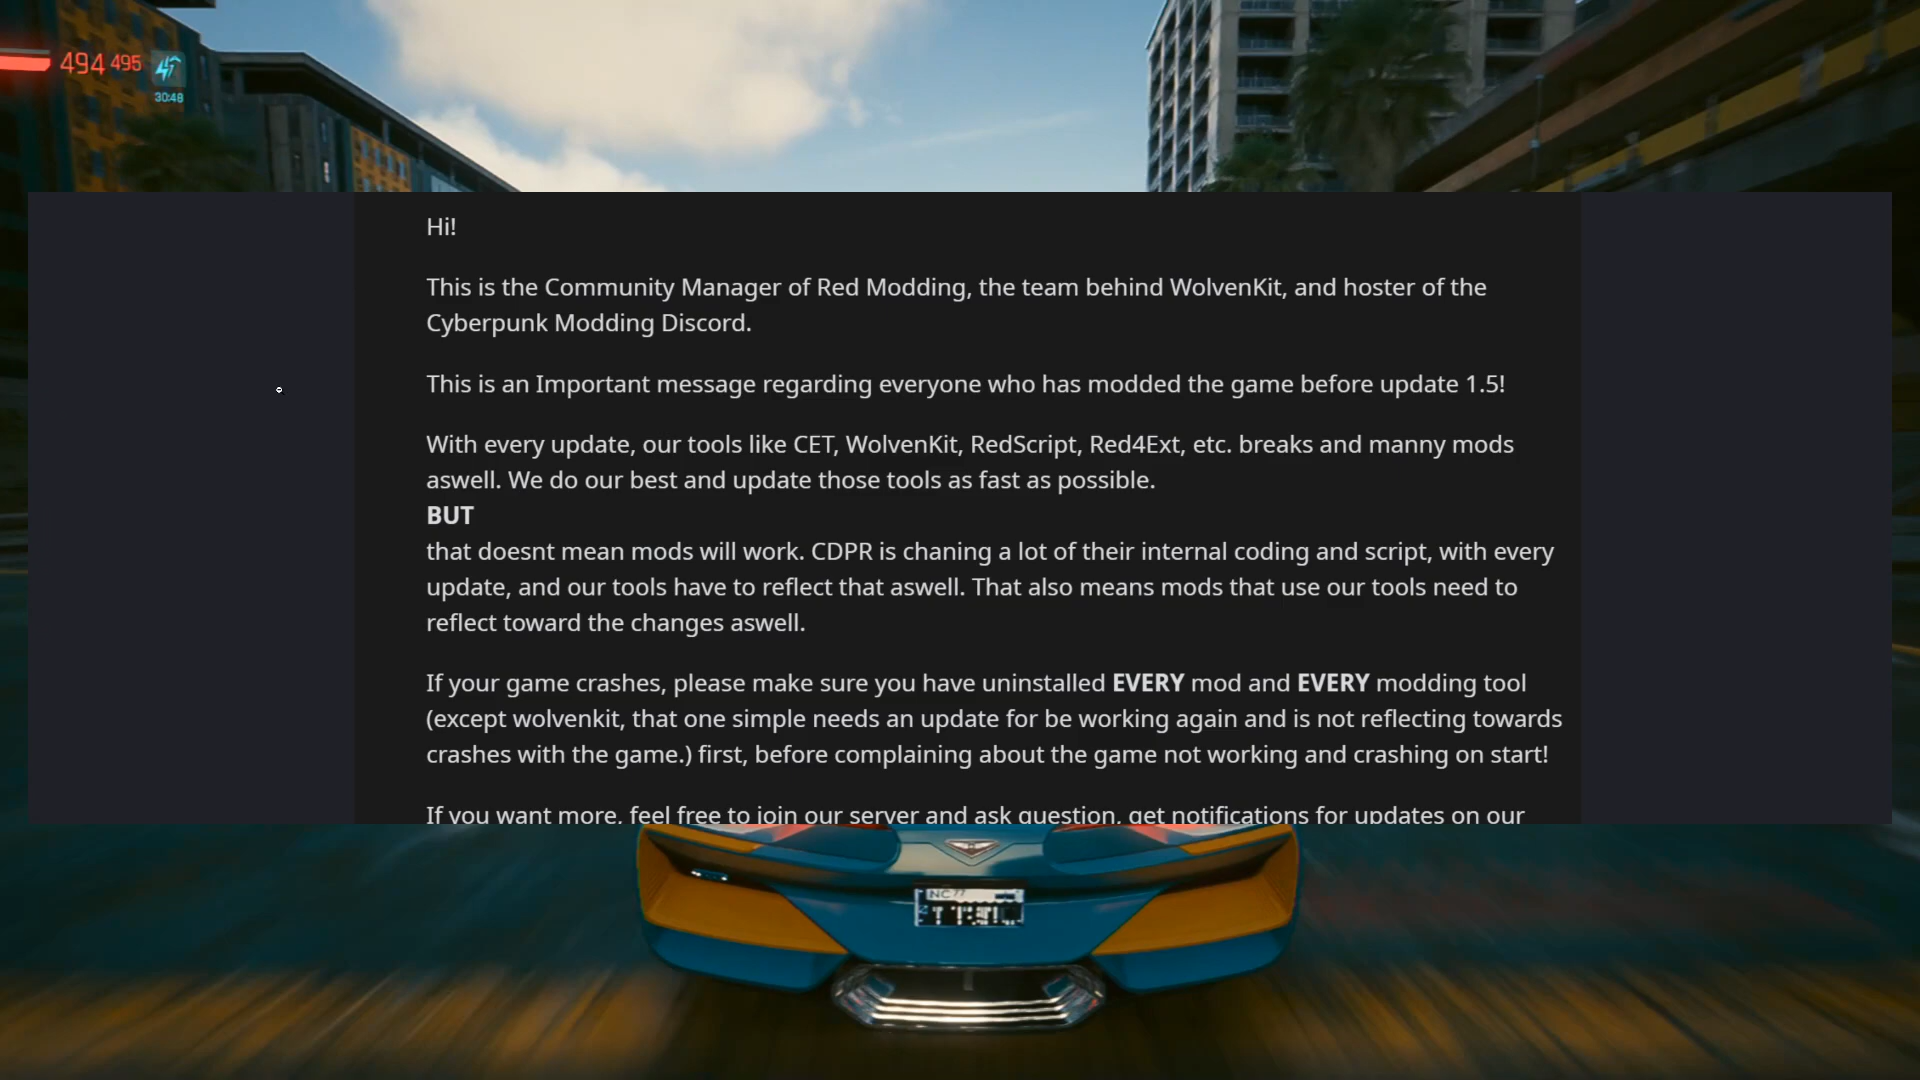 494 495
30:48
Hi!
This is the Community Manager of Red Modding, the team behind WolvenKit, and hoster of the
Cyberpunk Modding Discord.
This is an Important message regarding everyone who has modded the game before update 1.5!
With every update, our tools like CET, WolvenKit, RedScript, Red4Ext, etc. breaks and manny mods
aswell. We do our best and update those tools as fast as possible.
BUT
that doesnt mean mods will work. CDPR is chaning a lot of their internal coding and script, with every
update, and our tools have to reflect that aswell. That also means mods that use our tools need to
reflect toward the changes aswell.
If your game crashes, please make sure you have uninstalled EVERY mod and EVERY modding tool
(except wolvenkit, that one simple needs an update for be working again and is not reflecting towards
crashes with the game.) first, before complaining about the game not working and crashing on start!
If you want more, feel free to join our server and ask question, get notifications for updates on our
NC77